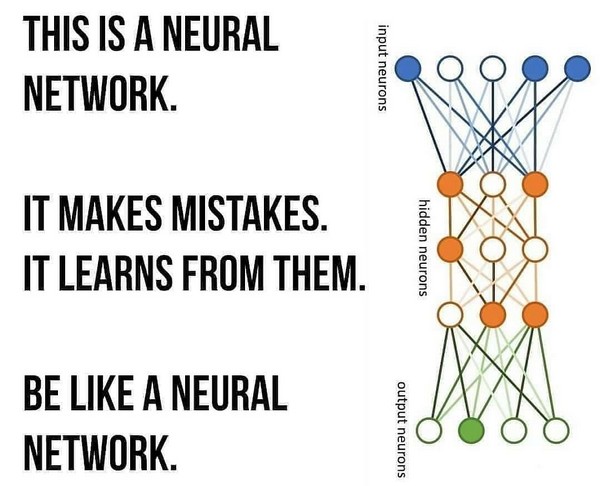 THIS IS A NEURAL
NETWORK.
IT MAKES MISTAKES.
IT LEARNS FROM THEM.
BE LIKE A NEURAL
NETWORK.
input neurons
hidden neurons
output neurons